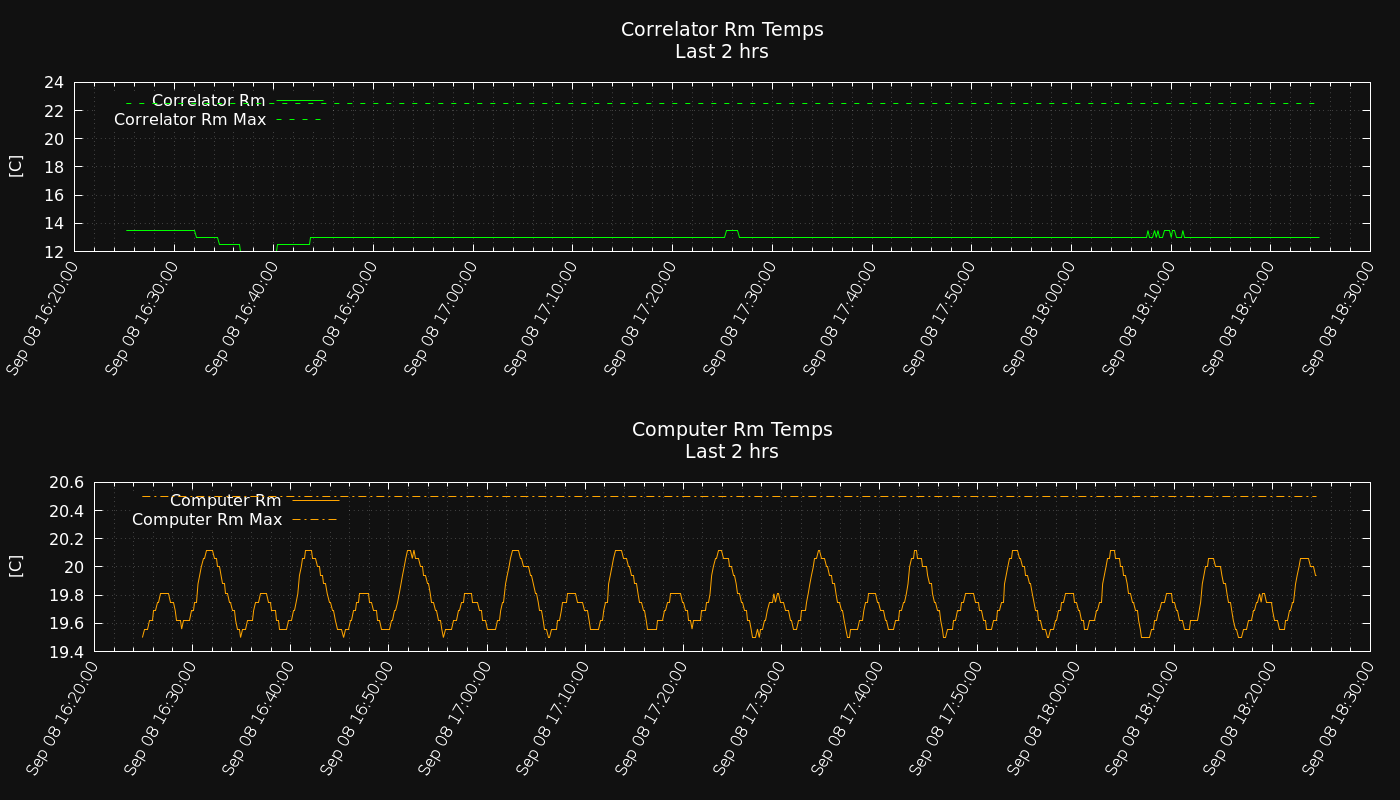 Correlator Rm Temps
Last 2 hrs
[C]
24
22
20
18
16
14
12
Correlator Rm
Correlator Rm Max
Sep 08 16:20:00
Sep 08 16:30:00
Sep 08 16:40:00
Sep 08 16:50:00
Sep 08 17:00:00
Sep 08 17:10:00
Sep 08 17:20:00
Sep 08 17:30:00
Sep 08 17:40:00
Sep 08 17:50:00
Sep 08 18:00:00
Sep 08 18:10:00
Sep 08 18:20:00
Sep 08 18:30:00
Computer Rm Temps
Last 2 hrs
[C]
20.6
20.4
20.2
20
19.8
19.6
19.4
Computer Rm
Computer Rm Max
Sep 08 16:20:00
Sep 08 16:30:00
Sep 08 16:40:00
Sep 08 16:50:00
Sep 08 17:00:00
Sep 08 17:10:00
Sep 08 17:20:00
Sep 08 17:30:00
Sep 08 17:40:00
Sep 08 17:50:00
Sep 08 18:00:00
Sep 08 18:10:00
Sep 08 18:20:00
Sep 08 18:30:00